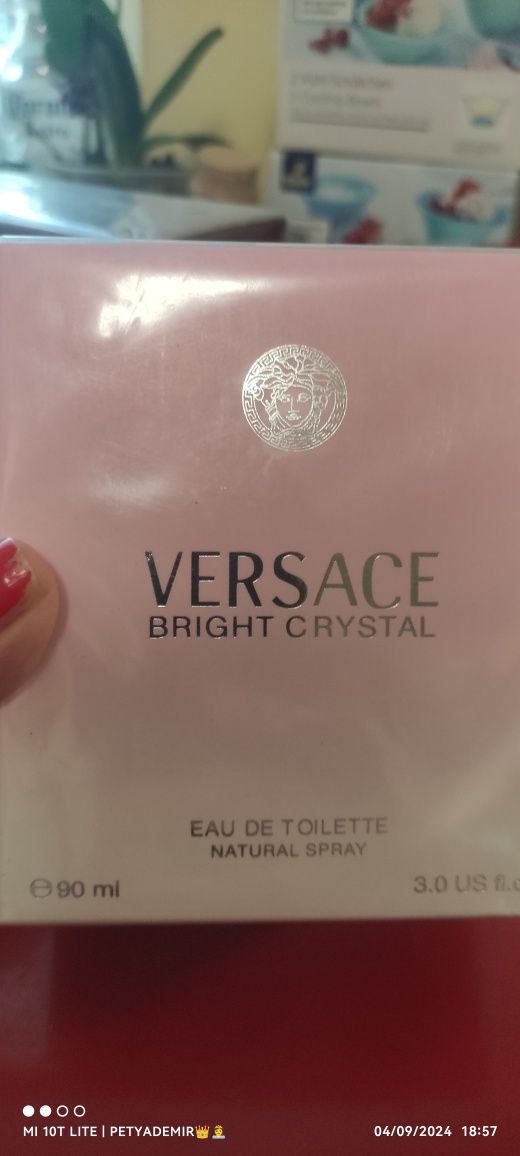 VERSACE
BRIGHT CRYSTAL
EAU DE TOILETTE
NATURAL SPRAY
℮90 ml
3.0 US fl.o
MI 10T LITE | PETYADEMIR👑🤷‍♀️
04/09/2024 18:57